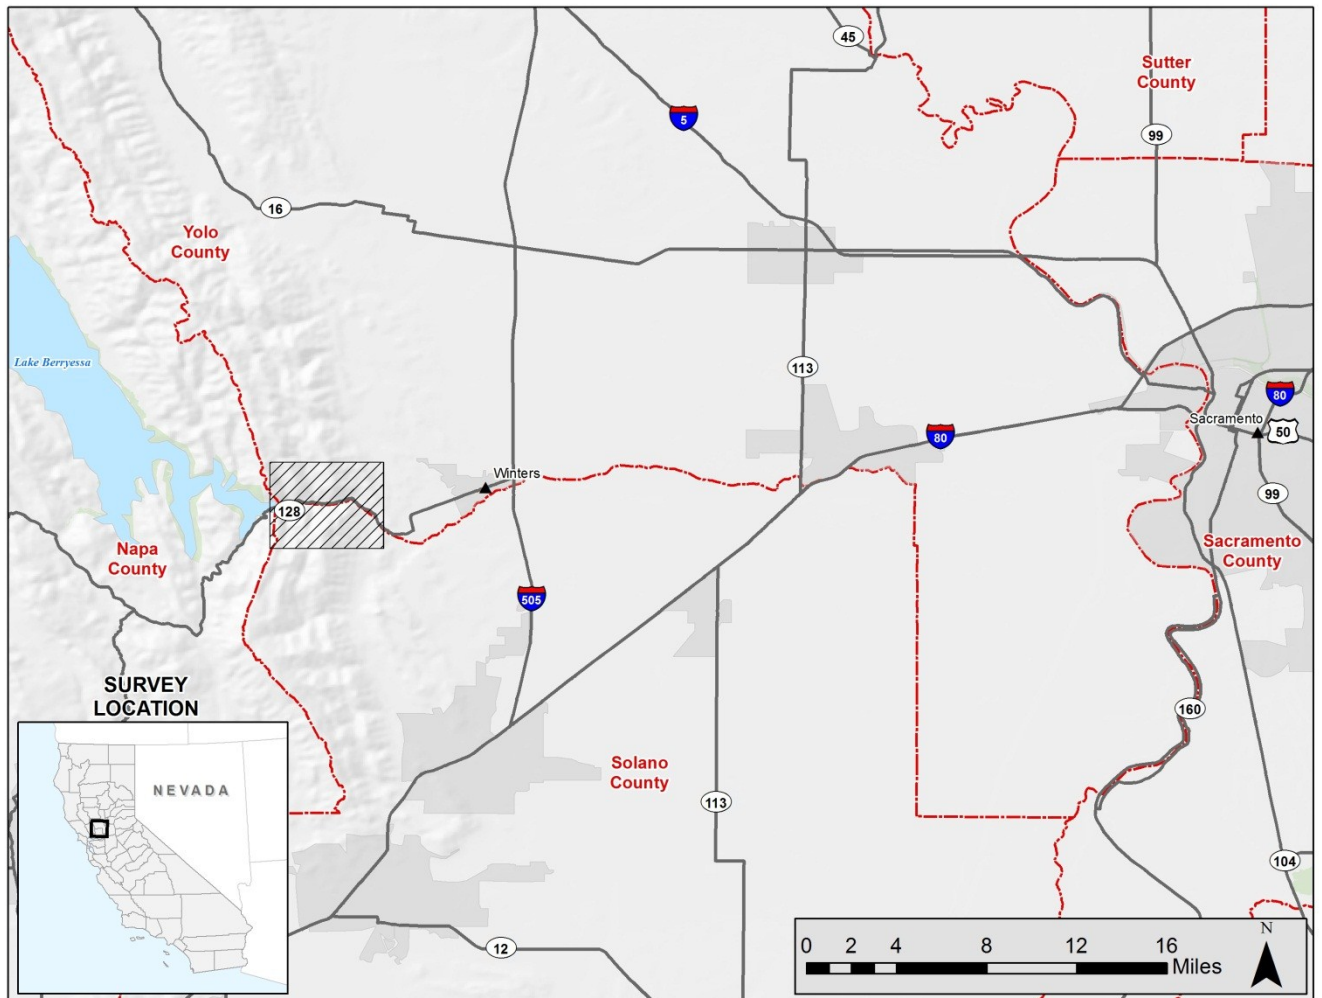 45
Sutter
County
5
99
16
Yolo
County
Lake Berryessa
113
80
Sacramento
50
80
Winters
99
128
Napa
County
Sacramento
County
505
SURVEY
LOCATION
160
Solano
County
NEVADA
113
104
12
0 2 4 8 12 16
Miles
N